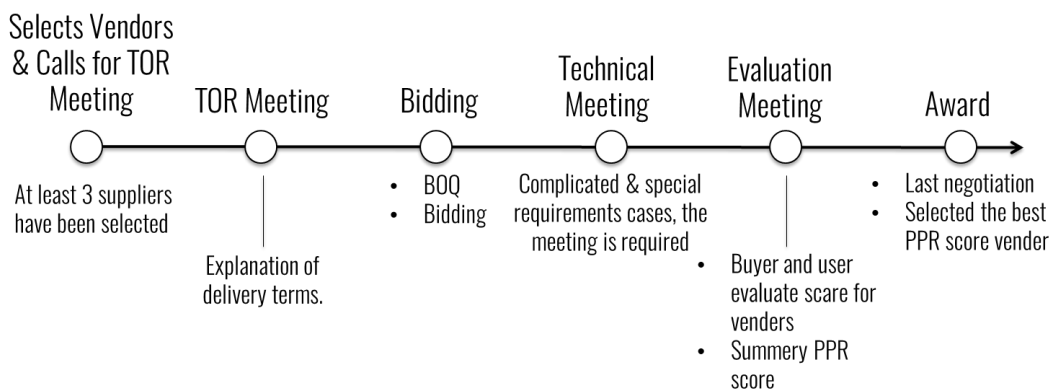 Selects Vendors
& Calls for TOR
Meeting
At least 3 suppliers
have been selected
TOR Meeting
Explanation of
delivery terms.
Bidding
• BOQ
• Bidding
Technical
Meeting
Complicated & special
requirements cases, the
meeting is required
Evaluation
Meeting
• Buyer and user
evaluate scare for
venders
• Summery PPR
score
Award
• Last negotiation
• Selected the best
PPR score vender